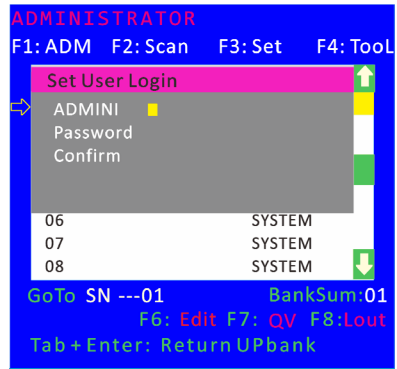 ADMINISTRATOR
F1: ADM F2: Scan F3: Set F4: TooL
Set User Login
ADMINI
Password
Confirm
06 SYSTEM
07 SYSTEM
08 SYSTEM
GoTo SN ---01 BankSum:01
F6: Edit F7: QV F8:Lout
Tab+Enter: Return UPbank